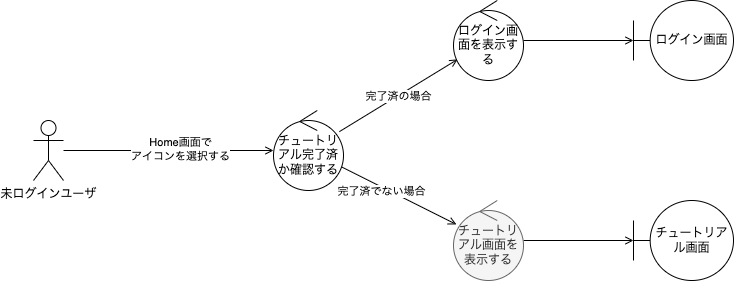 ログイン画
面を表示す
る
ログイン画面
完了済の場合
Home画面で
アイコンを選択する
チュートリ
アル完了済
か確認する
未ログインユーザ
完了済でない場合
チュートリ
アル画面を
表示する
チュートリア
ル画面